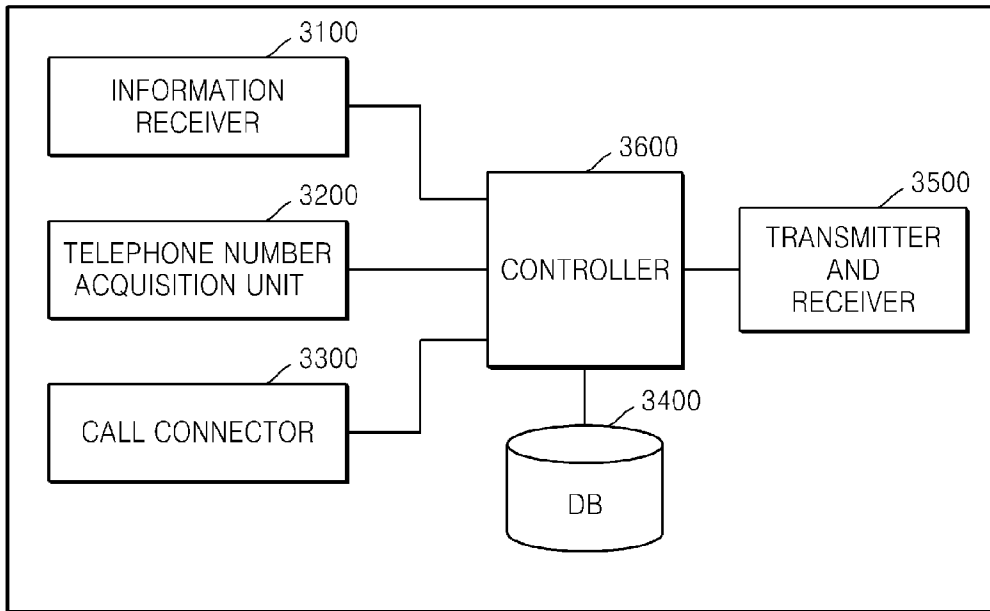 3100
INFORMATION
RECEIVER
3200
TELEPHONE NUMBER
ACQUISITION UNIT
3300
CALL CONNECTOR
3600
CONTROLLER
3400
DB
3500
TRANSMITTER
AND
RECEIVER